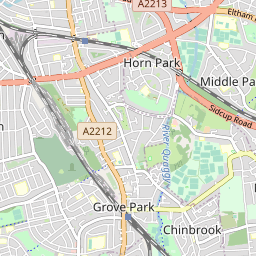 A2213
Eltham
Horn Park
Middle Pa
Sidcup Road
A2212
River Quaggy
n
Grove Park
Chinbrook